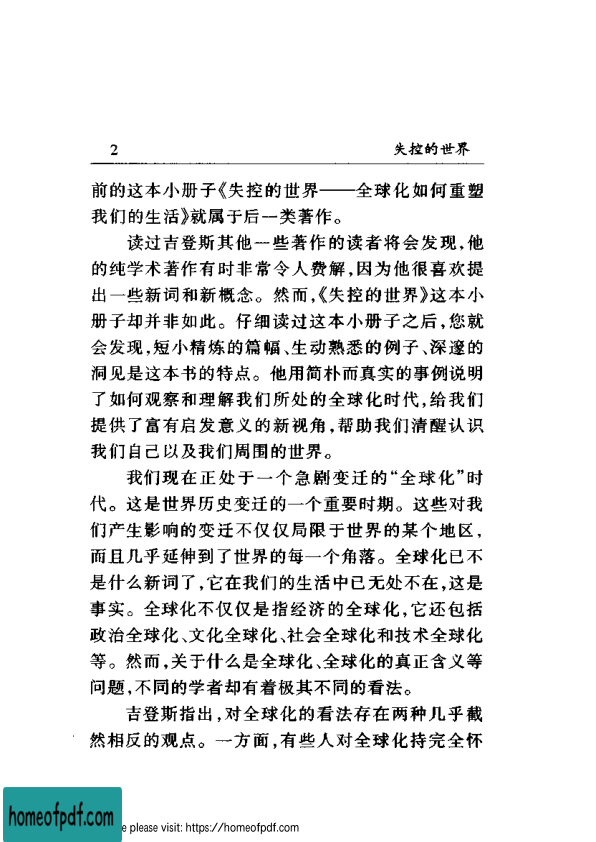 2 失控的世界
前的这本小册子《失控的世界——全球化如何重塑
我们的生活》就属于后一类著作。
读过吉登斯其他一些著作的读者将会发现,他
的纯学术著作有时非常令人费解,因为他很喜欢提
出一些新词和新概念。然而,《失控的世界》这本小
册子却并非如此。仔细读过这本小册子之后,您就
会发现,短小精炼的篇幅、生动熟悉的例子、深邃的
洞见是这本书的特点。他用简朴而真实的事例说明
了如何观察和理解我们所处的全球化时代,给我们
提供了富有启发意义的新视角,帮助我们清醒认识
我们自己以及我们周围的世界。
我们现在正处于一个急剧变迁的“全球化”时
代。这是世界历史变迁的一个重要时期。这些对我
们产生影响的变迁不仅仅局限于世界的某个地区,
而且几乎延伸到了世界的每一个角落。全球化已不
是什么新词了,它在我们的生活中已无处不在,这是
事实。全球化不仅仅是指经济的全球化,它还包括
政治全球化、文化全球化、社会全球化和技术全球化
等。然而,关于什么是全球化、全球化的真正含义等
问题,不同的学者却有着极其不同的看法。
吉登斯指出,对全球化的看法存在两种几乎截
然相反的观点。一方面,有些人对全球化持完全怀
homeofpdf.com
e please visit: https://homeofpdf.com